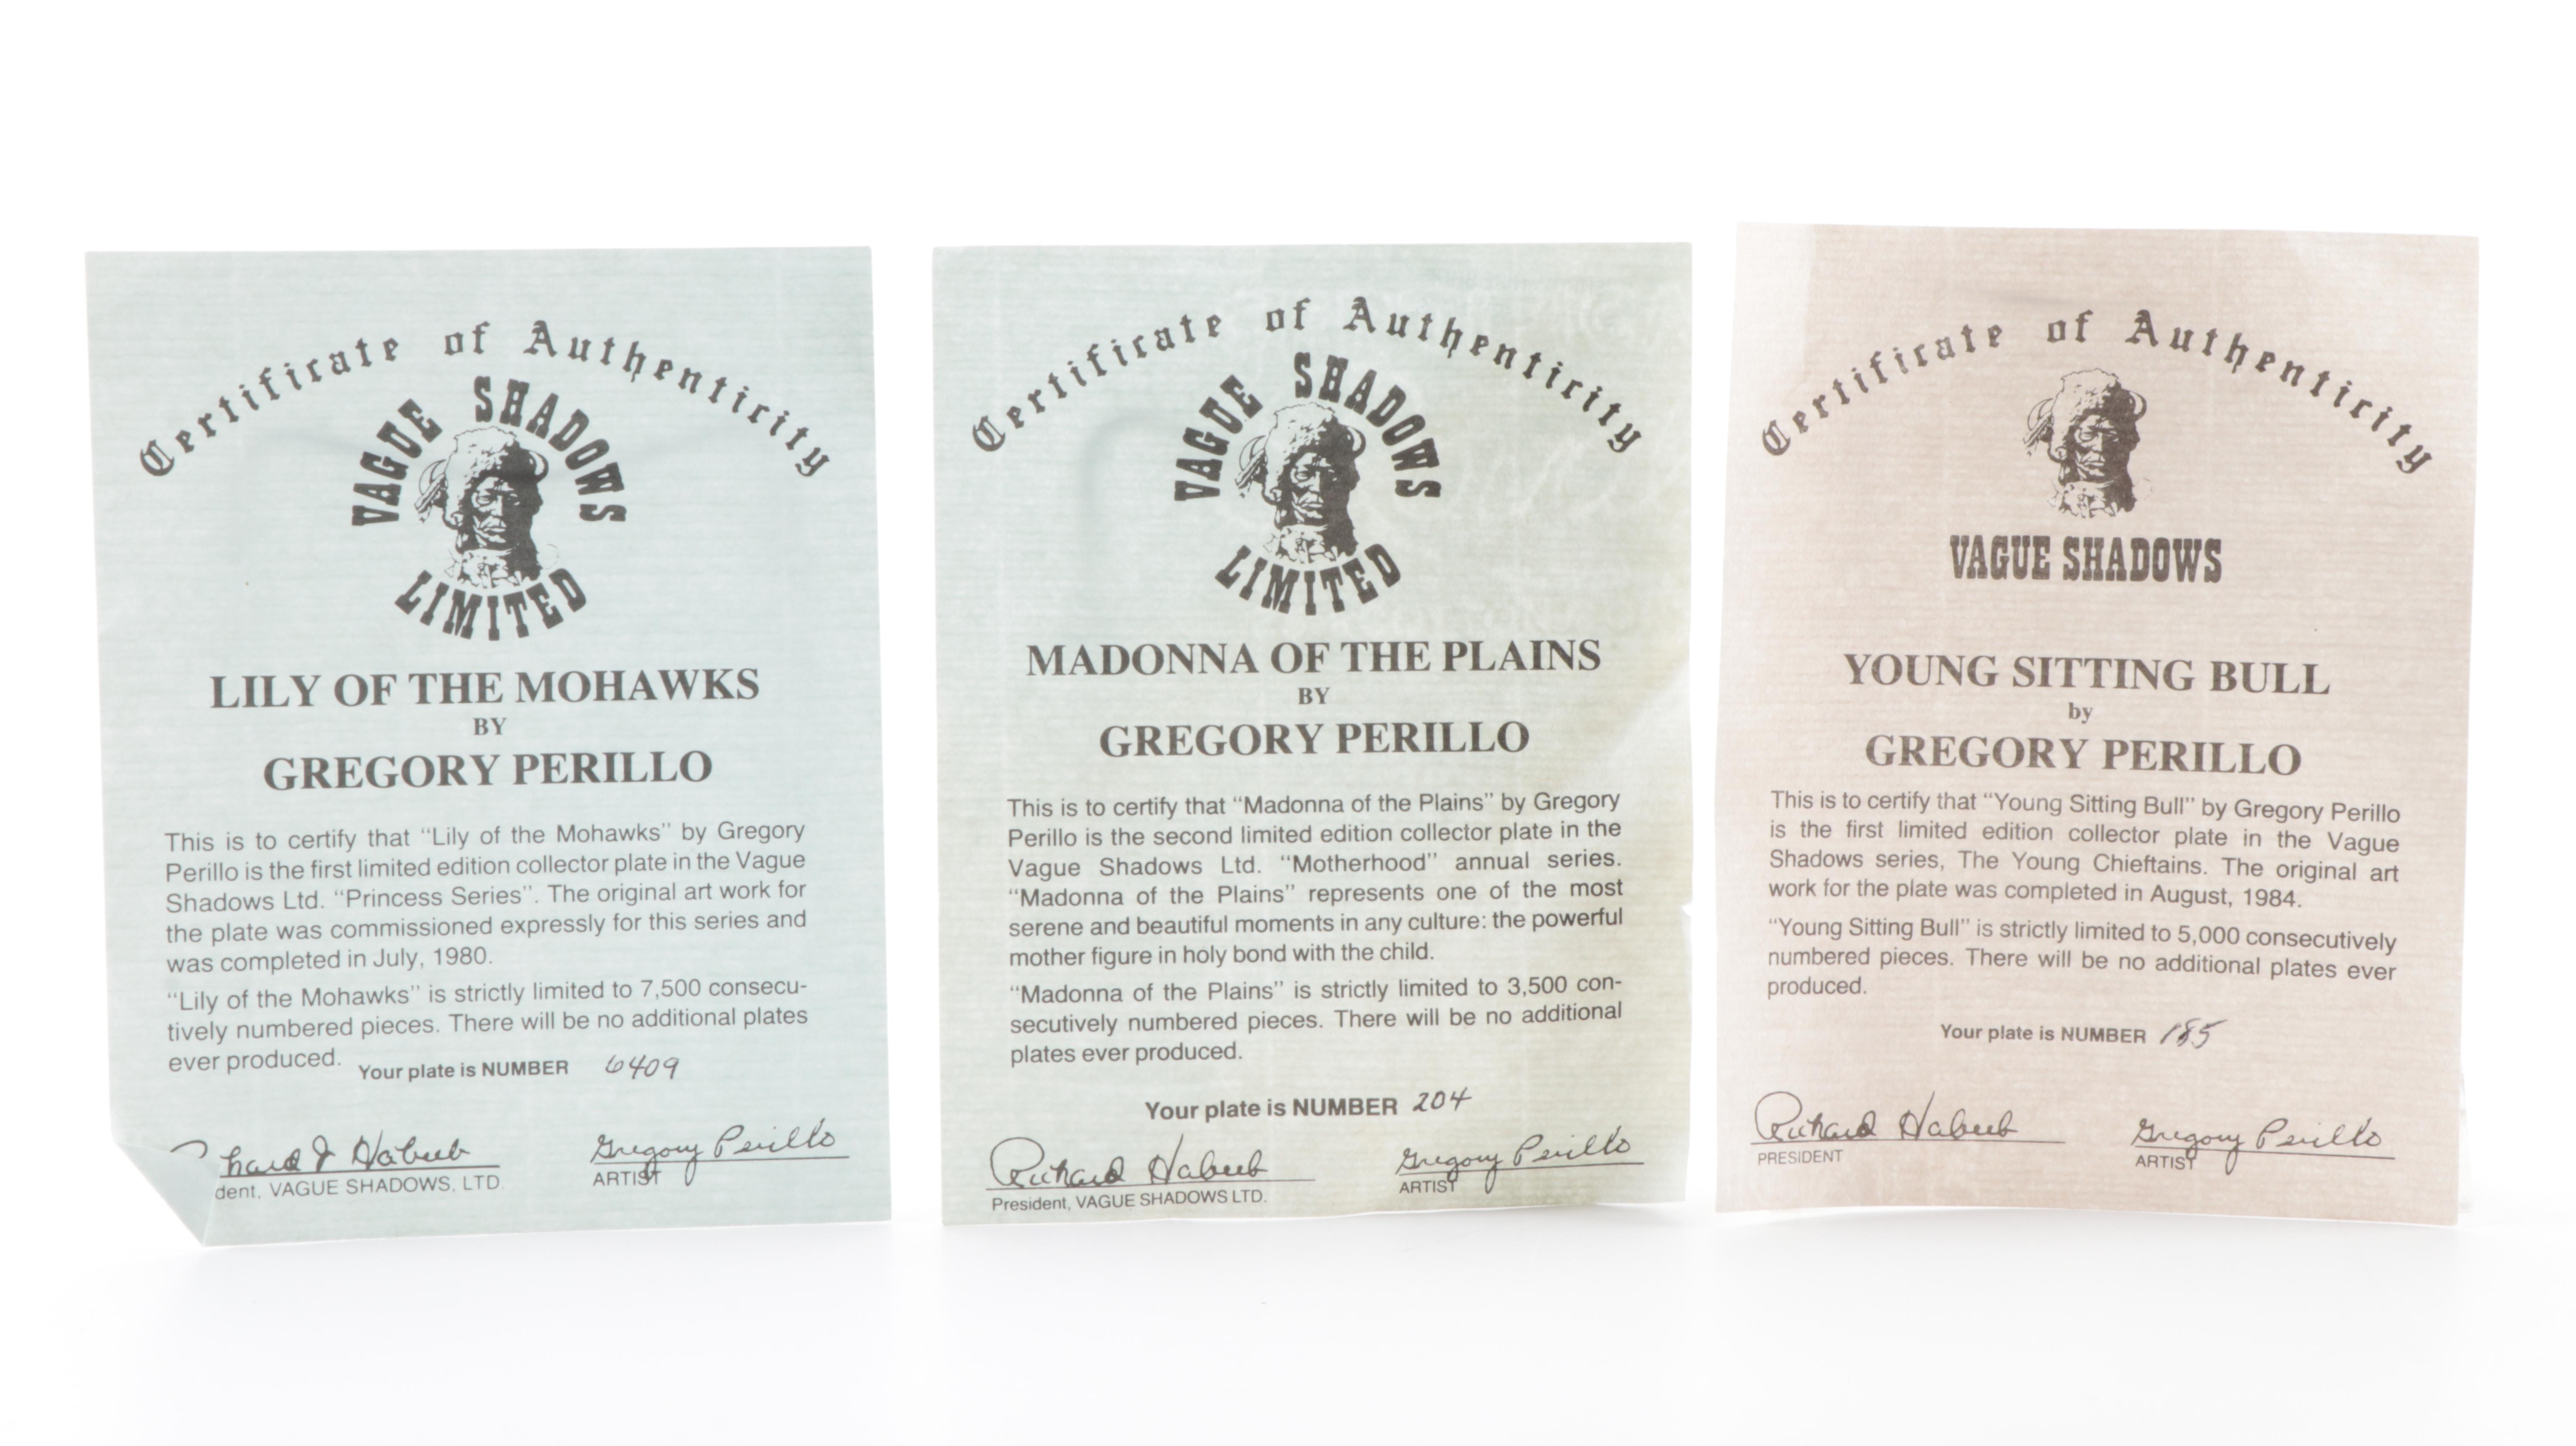 Certificate of Authenticity
VAGUE SHADOWS
LIMITED
LILY OF THE MOHAWKS
BY
GREGORY PERILLO
This is to certify that “Lily of the Mohawks” by Gregory
Perillo is the first limited edition collector plate in the Vague
Shadows Ltd. “Princess Series”. The original art work for
the plate was commissioned expressly for this series and
was completed in July, 1980.
“Lily of the Mohawks” is strictly limited to 7,500 consecu-
tively numbered pieces. There will be no additional plates
ever produced. Your plate is NUMBER 6409
hard J Habeeb Gregory Perillo
dent, VAGUE SHADOWS, LTD. ARTIST
Certificate of Authenticity
VAGUE SHADOWS
LIMITED
MADONNA OF THE PLAINS
BY
GREGORY PERILLO
This is to certify that “Madonna of the Plains” by Gregory
Perillo is the second limited edition collector plate in the
Vague Shadows Ltd. “Motherhood” annual series.
“Madonna of the Plains” represents one of the most
serene and beautiful moments in any culture: the powerful
mother figure in holy bond with the child.
“Madonna of the Plains” is strictly limited to 3,500 con-
secutively numbered pieces. There will be no additional
plates ever produced.
Your plate is NUMBER 204
Richard Habeeb Gregory Perillo
President, VAGUE SHADOWS LTD. ARTIST
Certificate of Authenticity
VAGUE SHADOWS
YOUNG SITTING BULL
by
GREGORY PERILLO
This is to certify that “Young Sitting Bull” by Gregory Perillo
is the first limited edition collector plate in the Vague
Shadows series, The Young Chieftains. The original art
work for the plate was completed in August, 1984.
“Young Sitting Bull” is strictly limited to 5,000 consecutively
numbered pieces. There will be no additional plates ever
produced.
Your plate is NUMBER 185
Richard Habeeb Gregory Perillo
PRESIDENT ARTIST